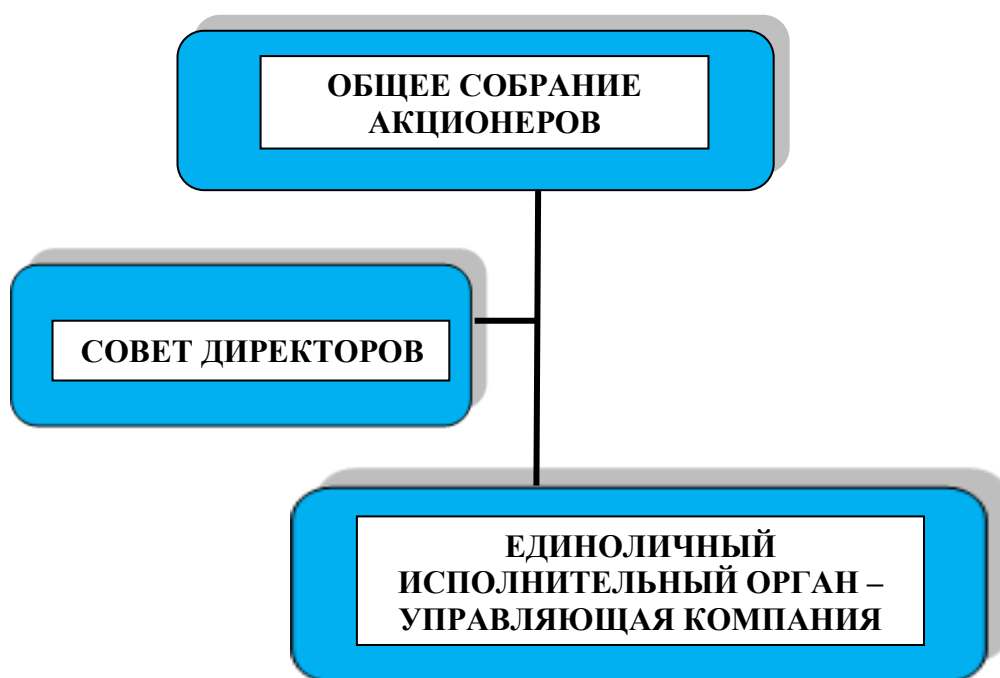 ОБЩЕЕ СОБРАНИЕ
АКЦИОНЕРОВ
СОВЕТ ДИРЕКТОРОВ
ЕДИНОЛИЧНЫЙ
ИСПОЛНИТЕЛЬНЫЙ ОРГАН –
УПРАВЛЯЮЩАЯ КОМПАНИЯ